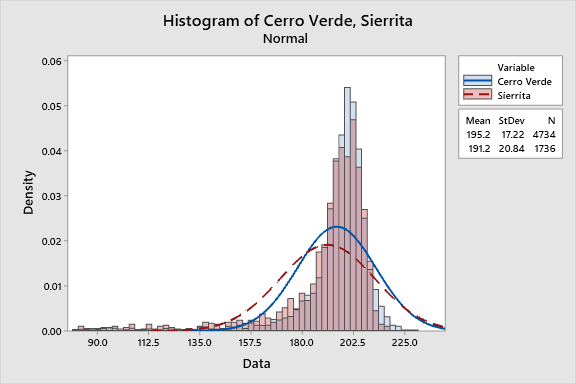 Histogram of Cerro Verde, Sierrita
Normal
0.06
0.05
0.04
0.03
0.02
0.01
0.00
Density
90.0 112.5 135.0 157.5 180.0 202.5 225.0
Data
Variable
Cerro Verde
Sierrita
Mean StDev N
195.2 17.22 4734
191.2 20.84 1736